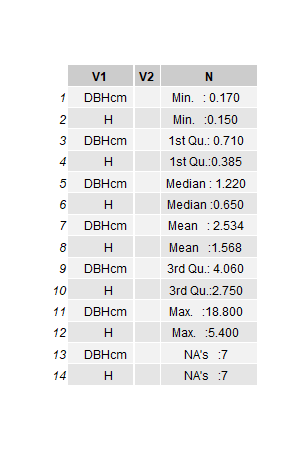 V1 V2 N
1 DBHcm Min. : 0.170
2 H Min. :0.150
3 DBHcm 1st Qu.: 0.710
4 H 1st Qu.:0.385
5 DBHcm Median : 1.220
6 H Median :0.650
7 DBHcm Mean : 2.534
8 H Mean :1.568
9 DBHcm 3rd Qu.: 4.060
10 H 3rd Qu.:2.750
11 DBHcm Max. :18.800
12 H Max. :5.400
13 DBHcm NA's :7
14 H NA's :7